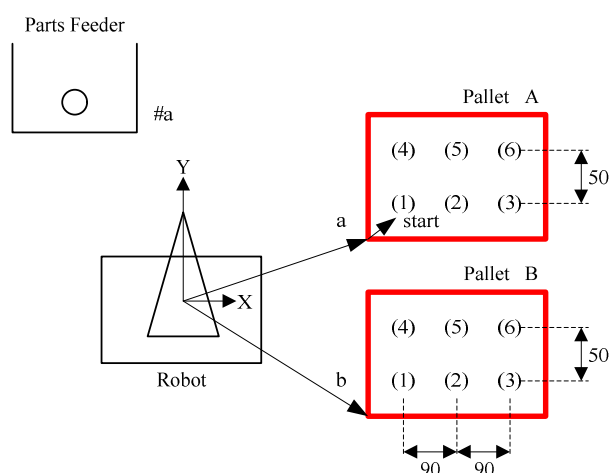 Parts Feeder
#a
Pallet A
(4) (5) (6)
50
(1) (2) (3)
start
a
Y
X
Robot
b
Pallet B
(4) (5) (6)
50
(1) (2) (3)
90 90